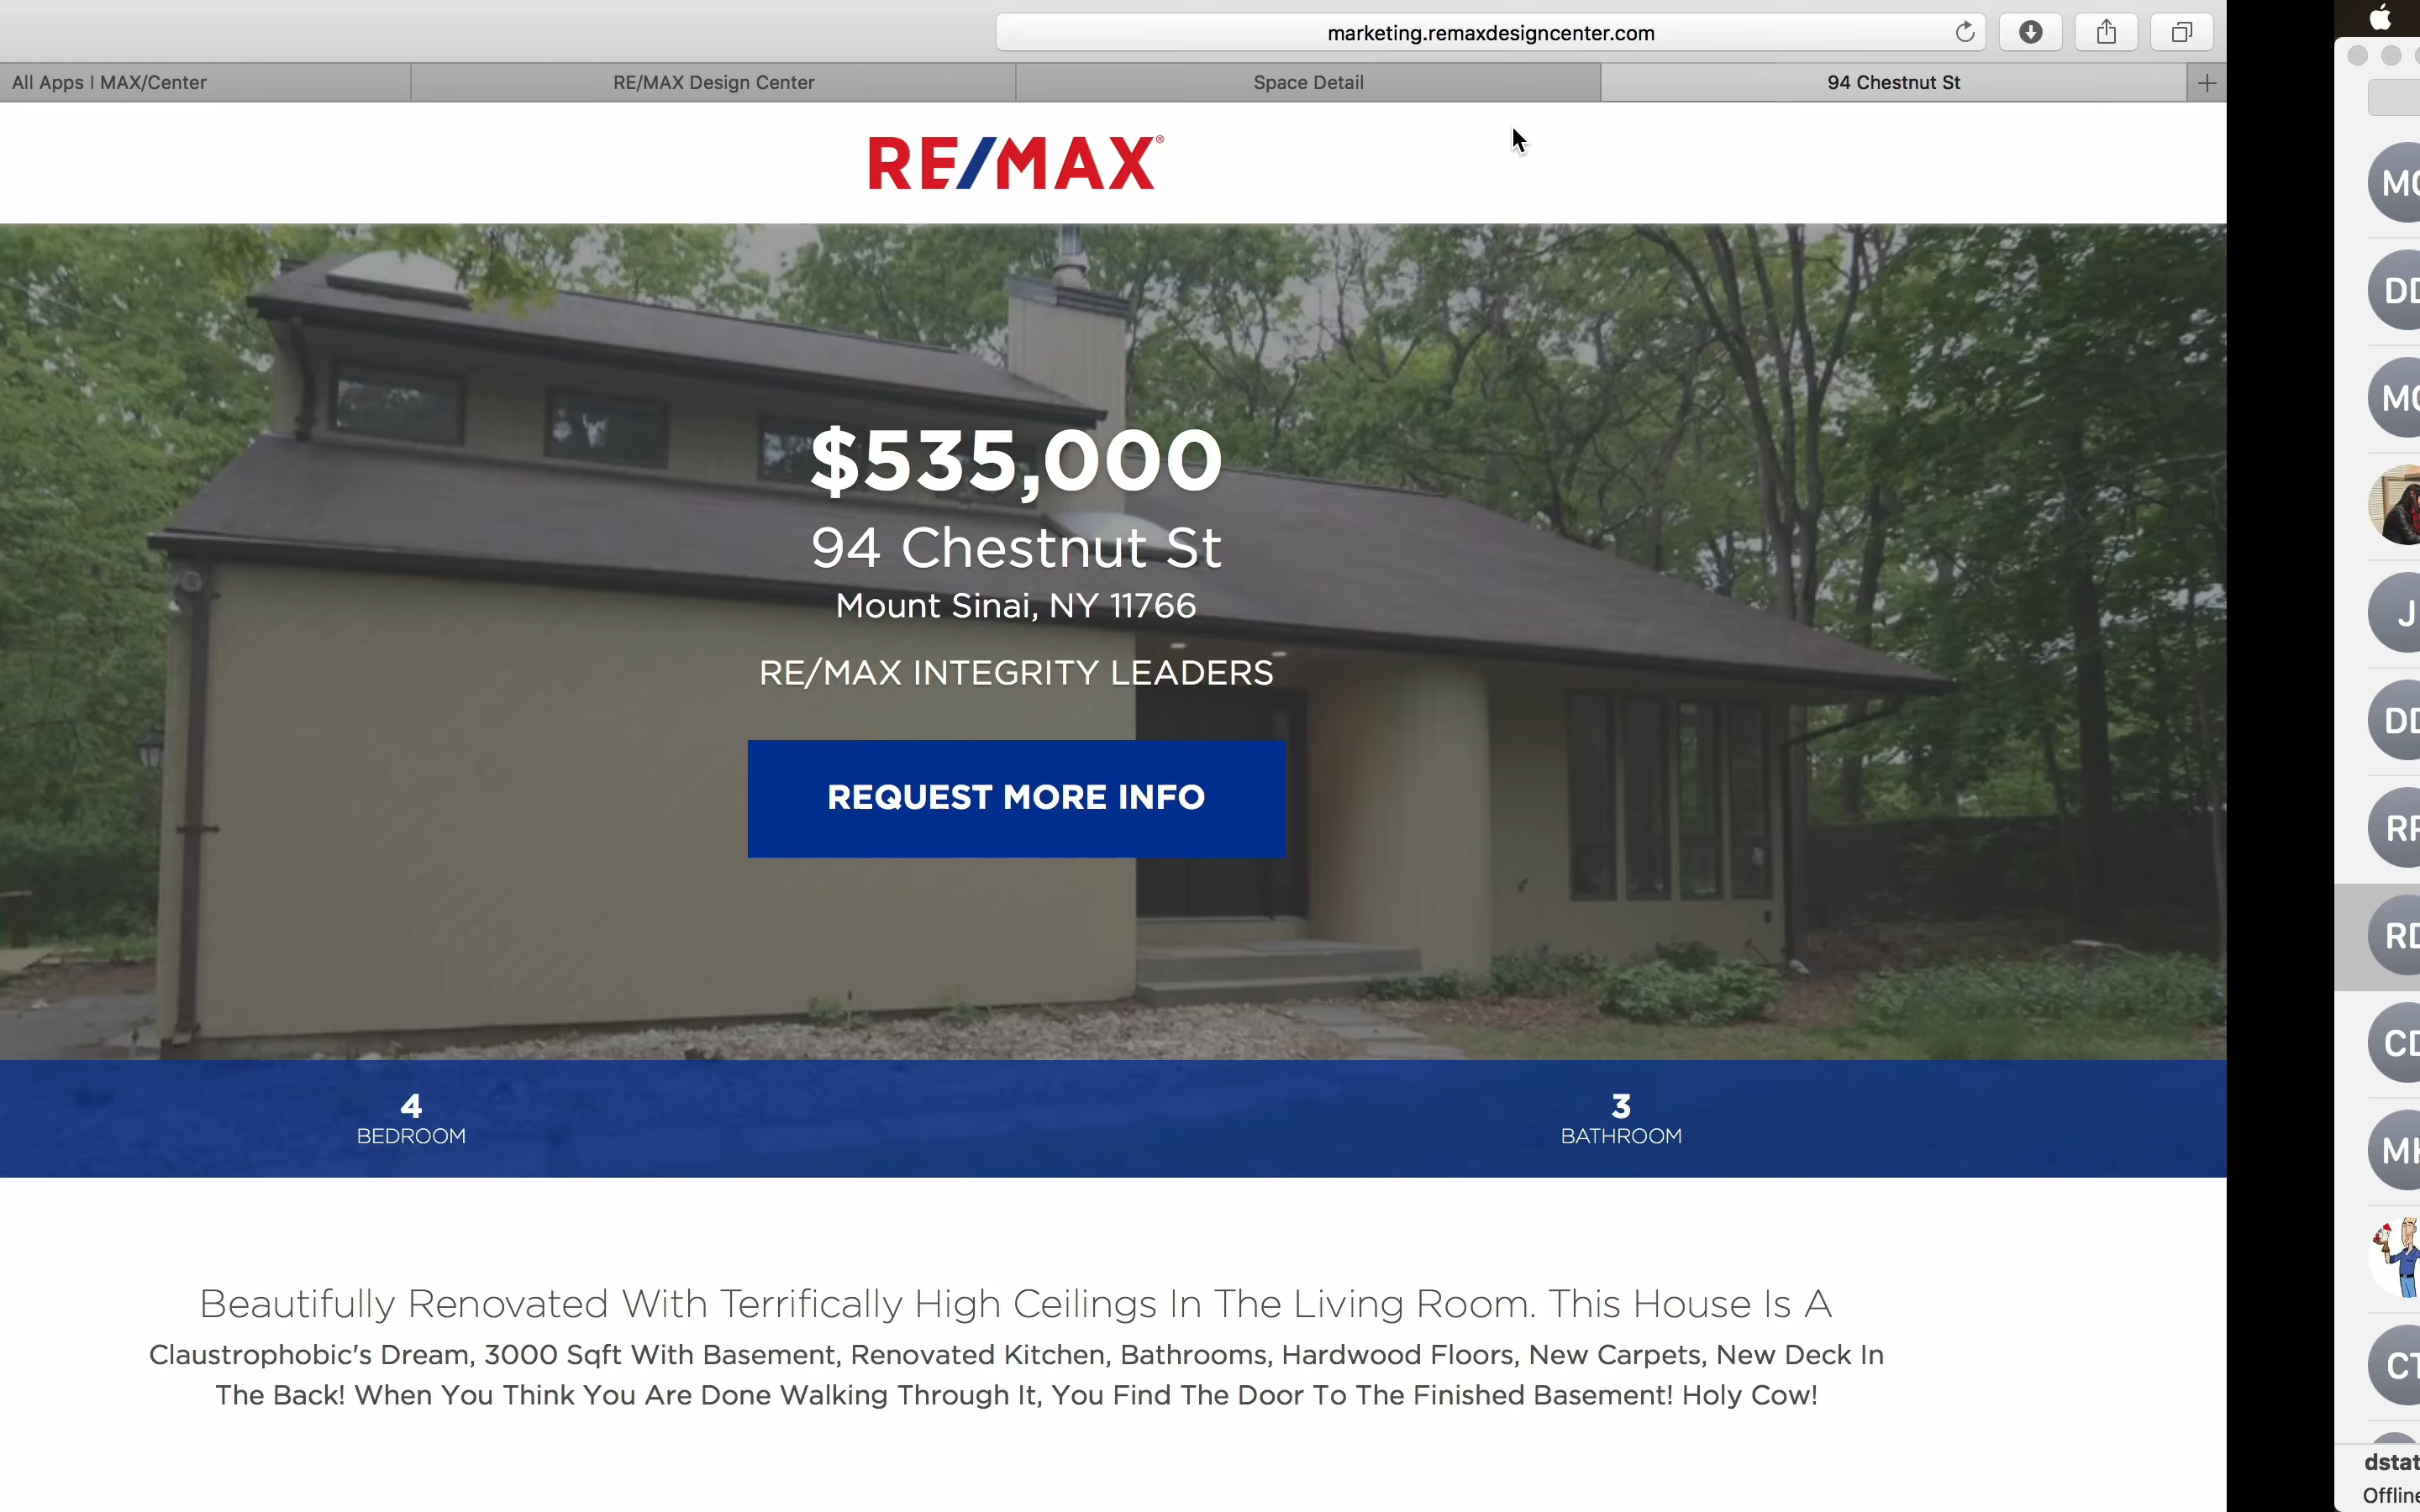 marketing.remaxdesigncenter.com
All Apps | MAX/Center
RE/MAX Design Center
Space Detail
94 Chestnut St
RE/MAX®
$535,000
94 Chestnut St
Mount Sinai, NY 11766
RE/MAX INTEGRITY LEADERS
REQUEST MORE INFO
4
BEDROOM
3
BATHROOM
Beautifully Renovated With Terrifically High Ceilings In The Living Room. This House Is A
Claustrophobic's Dream, 3000 Sqft With Basement, Renovated Kitchen, Bathrooms, Hardwood Floors, New Carpets, New Deck In
The Back! When You Think You Are Done Walking Through It, You Find The Door To The Finished Basement! Holy Cow!
J